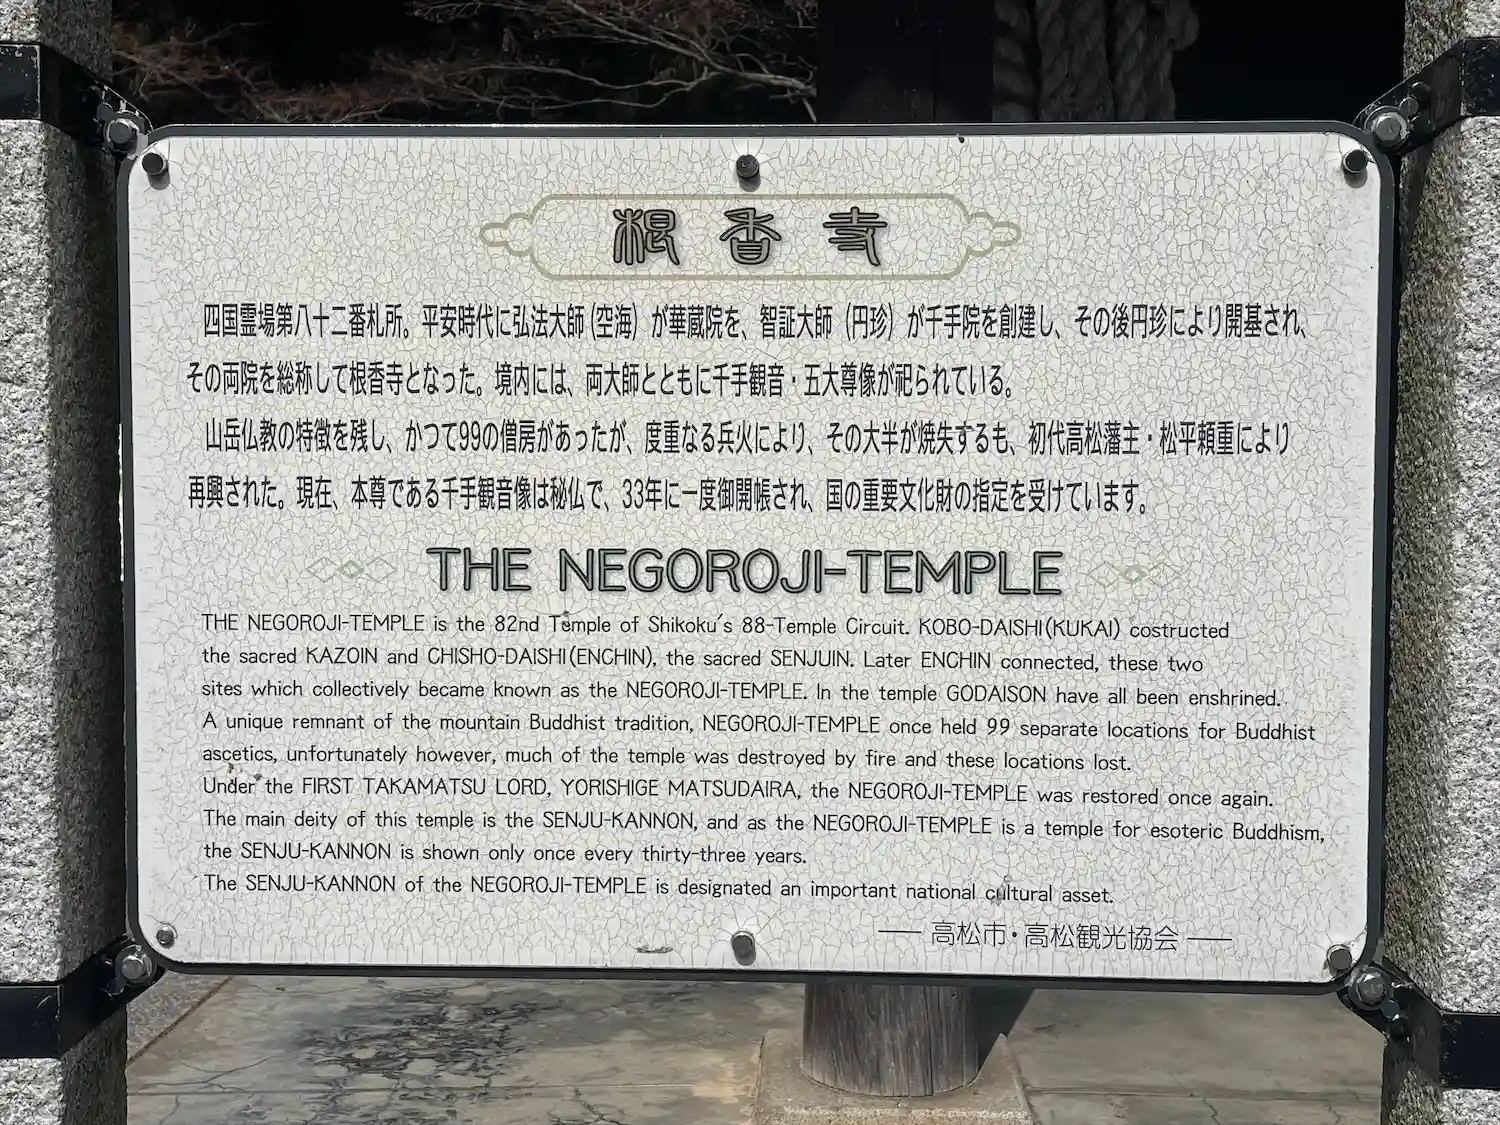 根香寺
四国霊場第八十二番札所。平安時代に弘法大師(空海)が華蔵院を、智証大師(円珍)が千手院を創建し、その後円珍により開基され、
その両院を総称して根香寺となった。境内には、両大師とともに千手観音・五大尊像が祀られている。
山岳仏教の特徴を残し、かつて99の僧房があったが、度重なる兵火により、その大半が焼失するも、初代高松藩主・松平頼重により
再興された。現在、本尊である千手観音像は秘仏で、33年に一度御開帳され、国の重要文化財の指定を受けています。
THE NEGOROJI-TEMPLE
THE NEGOROJI-TEMPLE is the 82nd Temple of Shikoku's 88-Temple Circuit. KOBO-DAISHI(KUKAI) costructed
the sacred KAZOIN and CHISHO-DAISHI(ENCHIN), the sacred SENJUIN. Later ENCHIN connected, these two
sites which collectively became known as the NEGOROJI-TEMPLE. In the temple GODAISON have all been enshrined.
A unique remnant of the mountain Buddhist tradition, NEGOROJI-TEMPLE once held 99 separate locations for Buddhist
ascetics, unfortunately however, much of the temple was destroyed by fire and these locations lost.
Under the FIRST TAKAMATSU LORD, YORISHIGE MATSUDAIRA, the NEGOROJI-TEMPLE was restored once again.
The main deity of this temple is the SENJU-KANNON, and as the NEGOROJI-TEMPLE is a temple for esoteric Buddhism,
the SENJU-KANNON is shown only once every thirty-three years.
The SENJU-KANNON of the NEGOROJI-TEMPLE is designated an important national cultural asset.
── 高松市・高松観光協会 ──